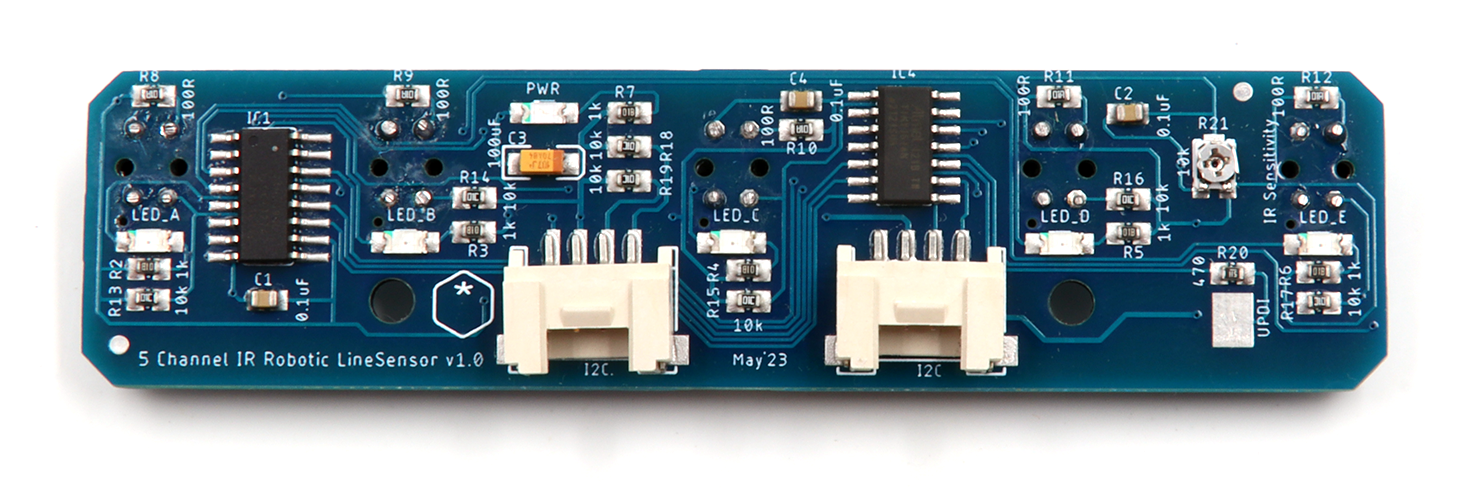 R8
100R
R9
100R
PWR
R7
1k
C4
0.1uF
IC4
R11
100R
C2
0.1uF
R12
100R
IC1
100uF
C3
10k
R18
100R
R10
R21
10k
IR Sensitivity
R14
10k
10k
R19
R16
10k
LED_A
LED_B
R3
1k
LED_C
LED_D
R5
1k
LED_E
R2
1k
R13
10k
C1
0.1uF
*
R4
R15
10k
R20
470
UPDI
R6
1k
R17
10k
5 Channel IR Robotic LineSensor v1.0
I2C
May'23
I2C